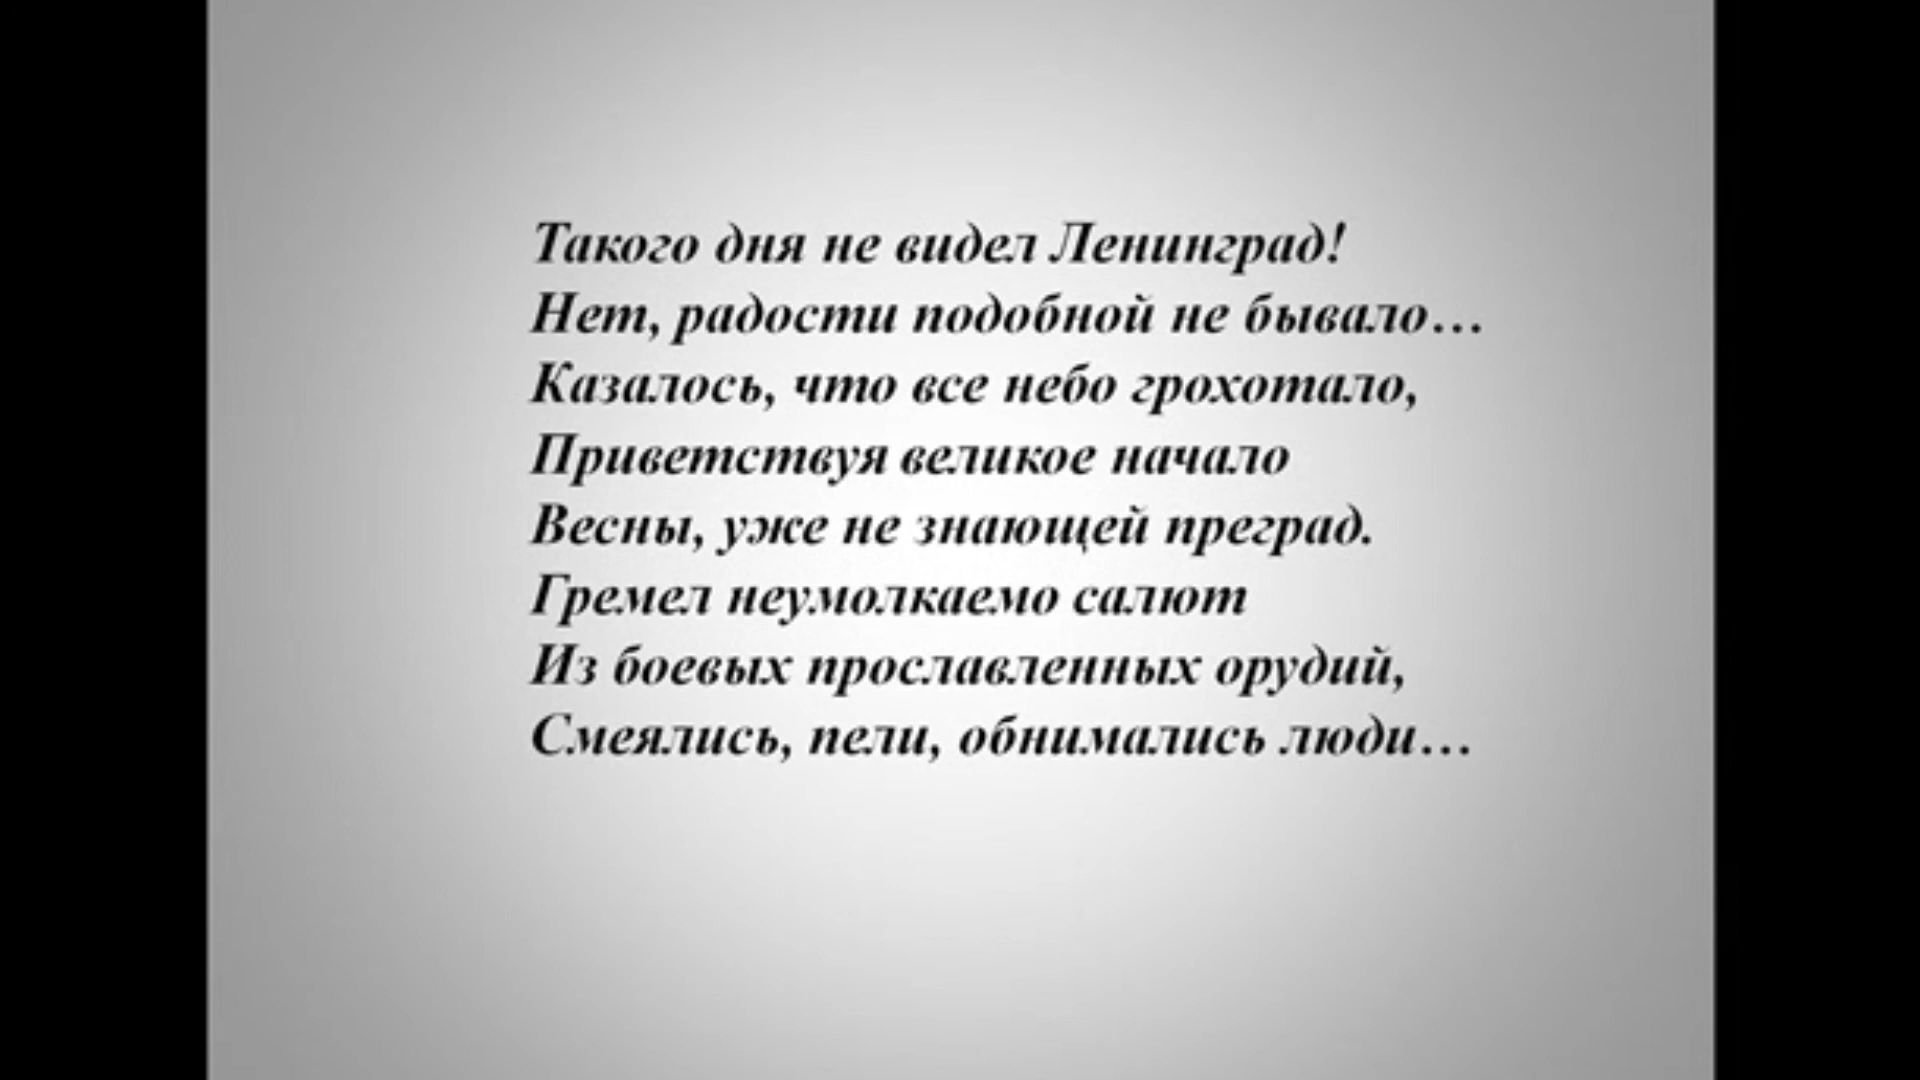 Такого дня не видел Ленинград!
Нет, радости подобной не бывало…
Казалось, что все небо грохотало,
Приветствуя великое начало
Весны, уже не знающей преград.
Гремел неумолкаемо салют
Из боевых прославленных орудий,
Смеялись, пели, обнимались люди…